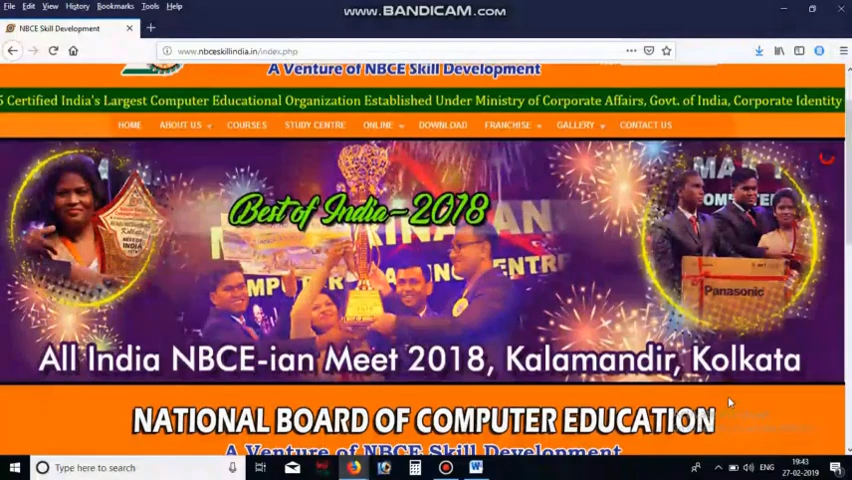 www.BANDICAM.com
File Edit View History Bookmarks Tools Help
NBCE Skill Development
www.nbceskillindia.in/index.php
A Venture of NBCE Skill Development
Certified India's Largest Computer Educational Organization Established Under Ministry of Corporate Affairs, Govt. of India, Corporate Identity
HOME ABOUT US COURSES STUDY CENTRE ONLINE DOWNLOAD FRANCHISE GALLERY CONTACT US
Best of India-2018
Panasonic
All India NBCE-ian Meet 2018, Kalamandir, Kolkata
NATIONAL BOARD OF COMPUTER EDUCATION
A Venture of NBCE Skill Development
Type here to search
ENG
19:43
27-02-2019